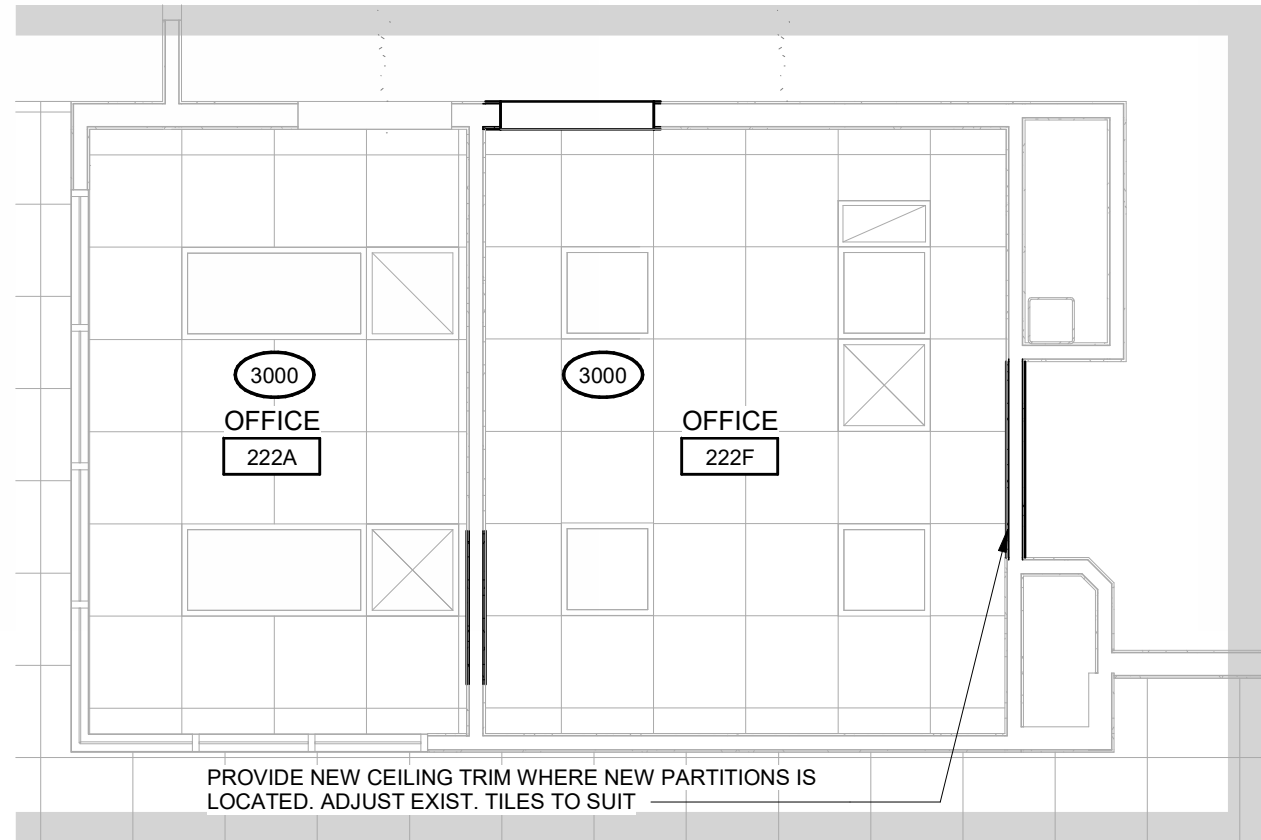 3000
OFFICE
222A
3000
OFFICE
222F
PROVIDE NEW CEILING TRIM WHERE NEW PARTITIONS IS
LOCATED. ADJUST EXIST. TILES TO SUIT